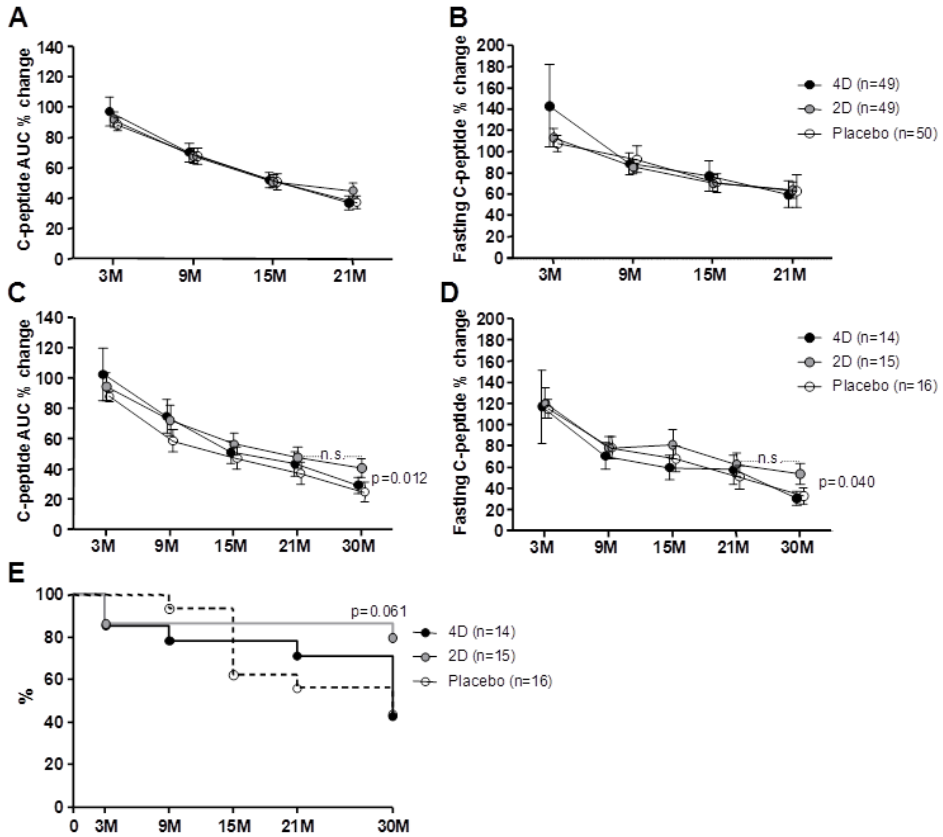 A
C-peptide AUC % change
140
120
100
80
60
40
20
0
3M 9M 15M 21M
B
Fasting C-peptide % change
200
180
160
140
120
100
80
60
40
20
0
3M 9M 15M 21M
4D (n=49)
2D (n=49)
Placebo (n=50)
C
C-peptide AUC % change
140
120
100
80
60
40
20
0
n.s.
p=0.012
3M 9M 15M 21M 30M
D
Fasting C-peptide % change
200
180
160
140
120
100
80
60
40
20
0
n.s.
p=0.040
3M 9M 15M 21M 30M
4D (n=14)
2D (n=15)
Placebo (n=16)
E
%
100
80
60
40
20
0
p=0.061
0 3M 9M 15M 21M 30M
4D (n=14)
2D (n=15)
Placebo (n=16)